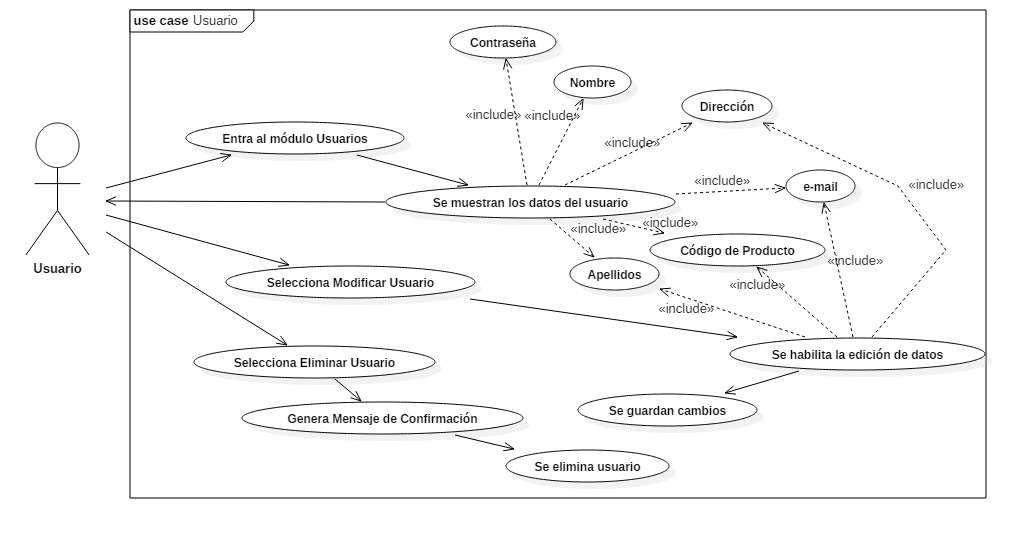 use case Usuario
Contraseña
Nombre
Dirección
«include»
«include»
Entra al módulo Usuarios
«include»
«include»
e-mail
«include»
Se muestran los datos del usuario
«include»
«include»
Código de Producto
«include»
Usuario
Apellidos
Selecciona Modificar Usuario
«include»
«include»
Se habilita la edición de datos
Selecciona Eliminar Usuario
Se guardan cambios
Genera Mensaje de Confirmación
Se elimina usuario